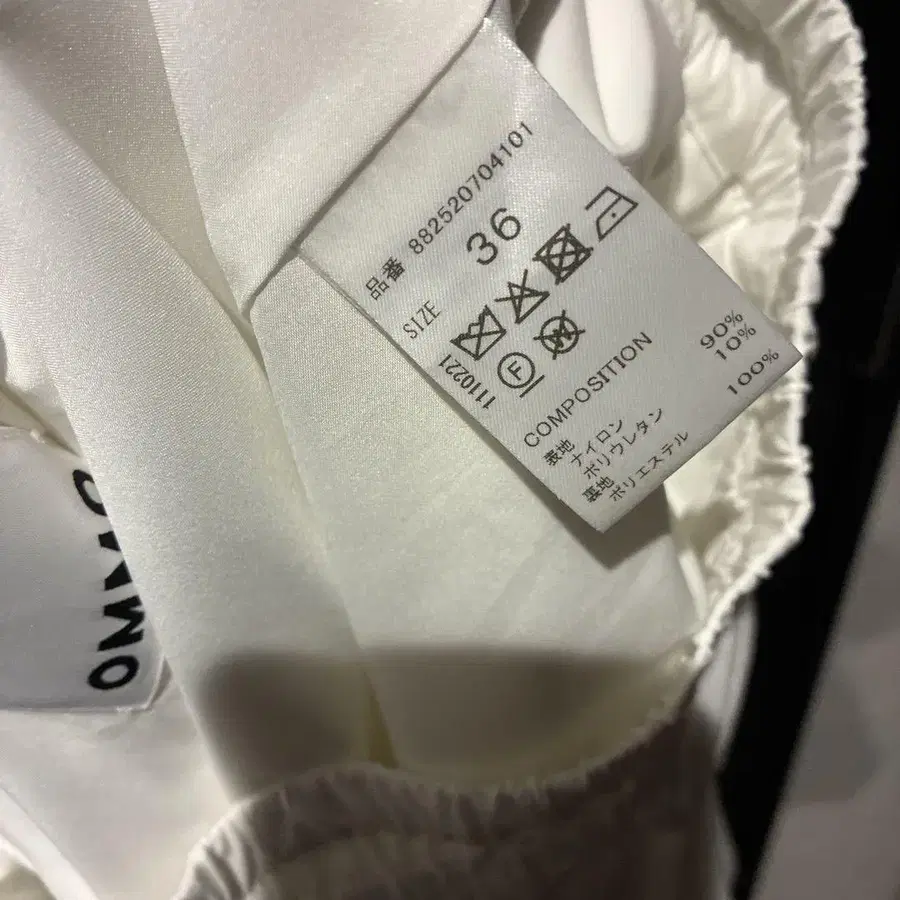 品番 882520704101
SIZE 36
F W
1110221
COMPOSITION
表地
ナイロン 90%
ポリウレタン 10%
裏地
ポリエステル 100%